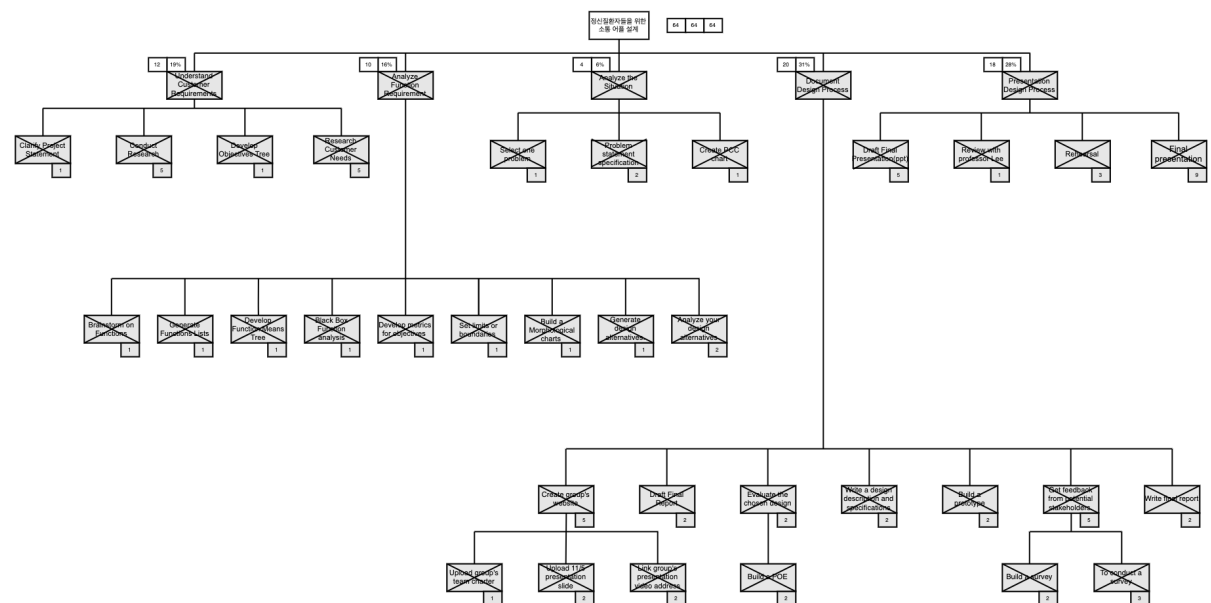 정신질환자들을 위한
소통 어플 설계
64 64 64
12 19%
Understand
Customer
Requirements
10 16%
Analyze
Function
Requirement
4 6%
Analyze the
Situation
20 31%
Document
Design Process
18 28%
Presentation
Design Process
Clarify Project
Statement
1
Conduct
Research
5
Develop
Objectives Tree
1
Research
Customer
Needs
5
Select one
problem
1
Problem
statement
specification
2
Create PCC
chart
1
Draft Final
Presentation(ppt)
5
Review with
professor Lee
1
Rehearsal
3
Final
presentation
9
Brainstorm on
Functions
1
Generate
Functions Lists
1
Develop
FunctionMeans
Tree
1
Black Box
Function
analysis
1
Develop metrics
for objectives
1
Set limits or
boundaries
1
Build a
Morphological
charts
1
Generate
design
alternatives
1
Analyze your
design
alternatives
2
Create group's
website
5
Draft Final
Report
2
Evaluate the
chosen design
2
Write a design
description and
specifications
2
Build a
prototype
2
Get feedback
from potential
stakeholders
5
Write final report
2
Upload group's
team charter
1
Upload 11/5
presentation
slide
2
Link group's
presentation
video address
2
Build a POE
2
Build a survey
2
To conduct a
survey
3